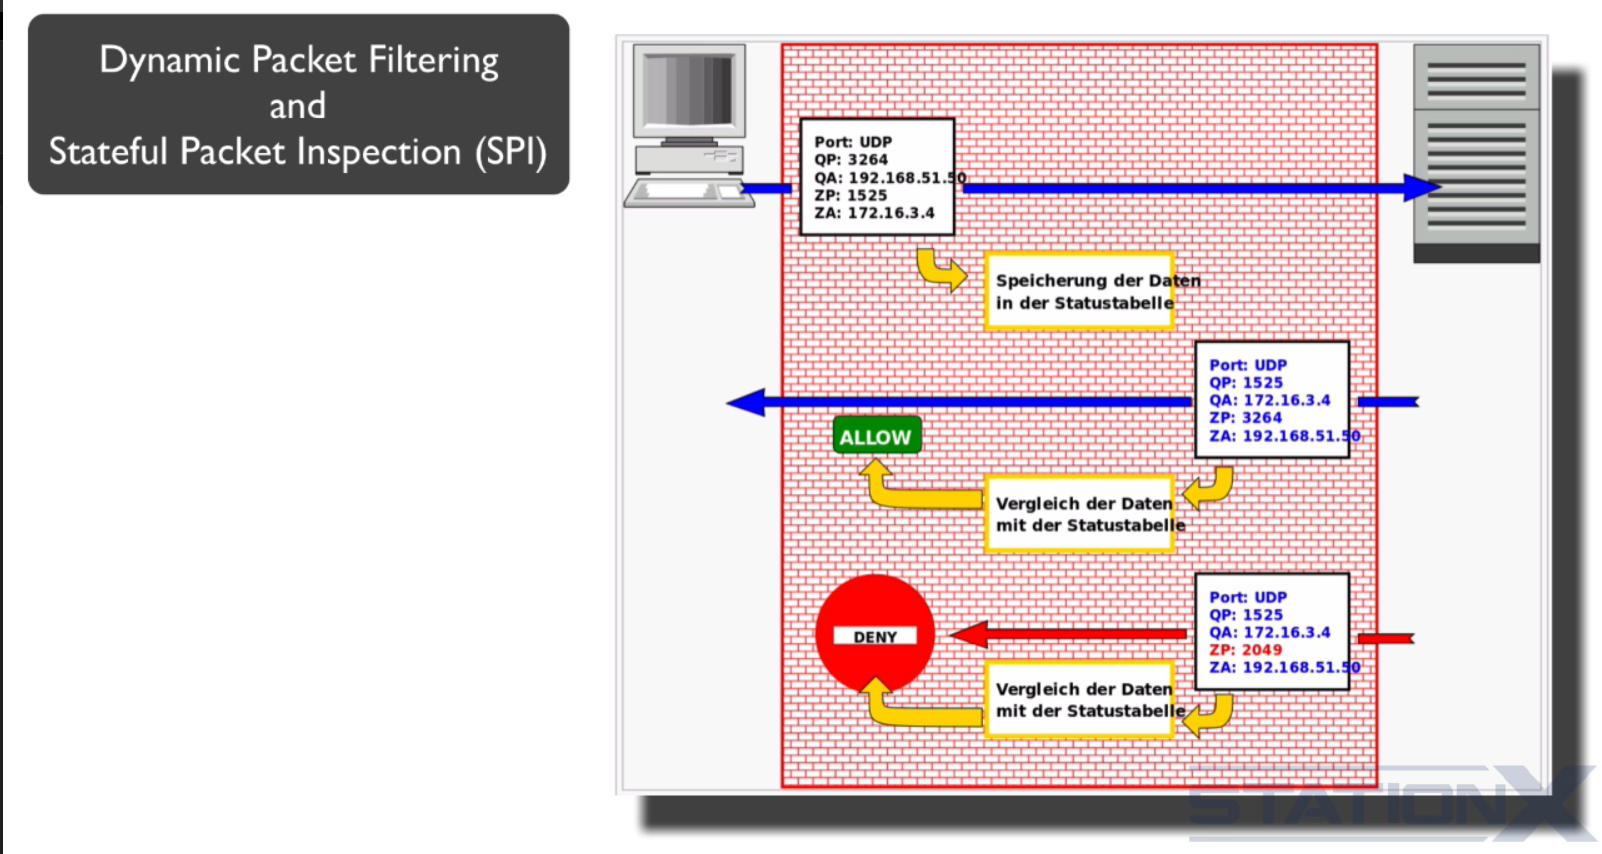 Dynamic Packet Filtering
and
Stateful Packet Inspection (SPI)
Port: UDP
QP: 3264
QA: 192.168.51.50
ZP: 1525
ZA: 172.16.3.4
Speicherung der Daten
in der Statustabelle
Port: UDP
QP: 1525
QA: 172.16.3.4
ZP: 3264
ZA: 192.168.51.50
ALLOW
Vergleich der Daten
mit der Statustabelle
Port: UDP
QP: 1525
QA: 172.16.3.4
ZP: 2049
ZA: 192.168.51.50
DENY
Vergleich der Daten
mit der Statustabelle
STATIONX